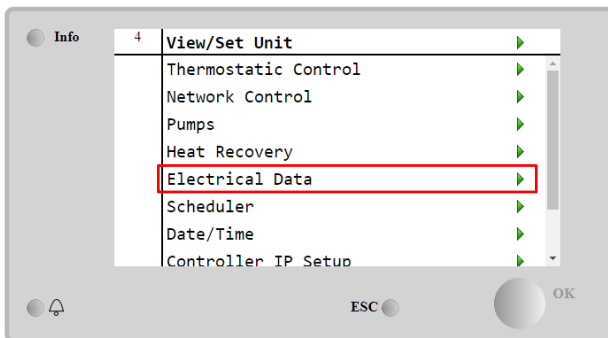 Info
4 View/Set Unit
Thermostatic Control
Network Control
Pumps
Heat Recovery
Electrical Data
Scheduler
Date/Time
Controller IP Setup
ESC
OK